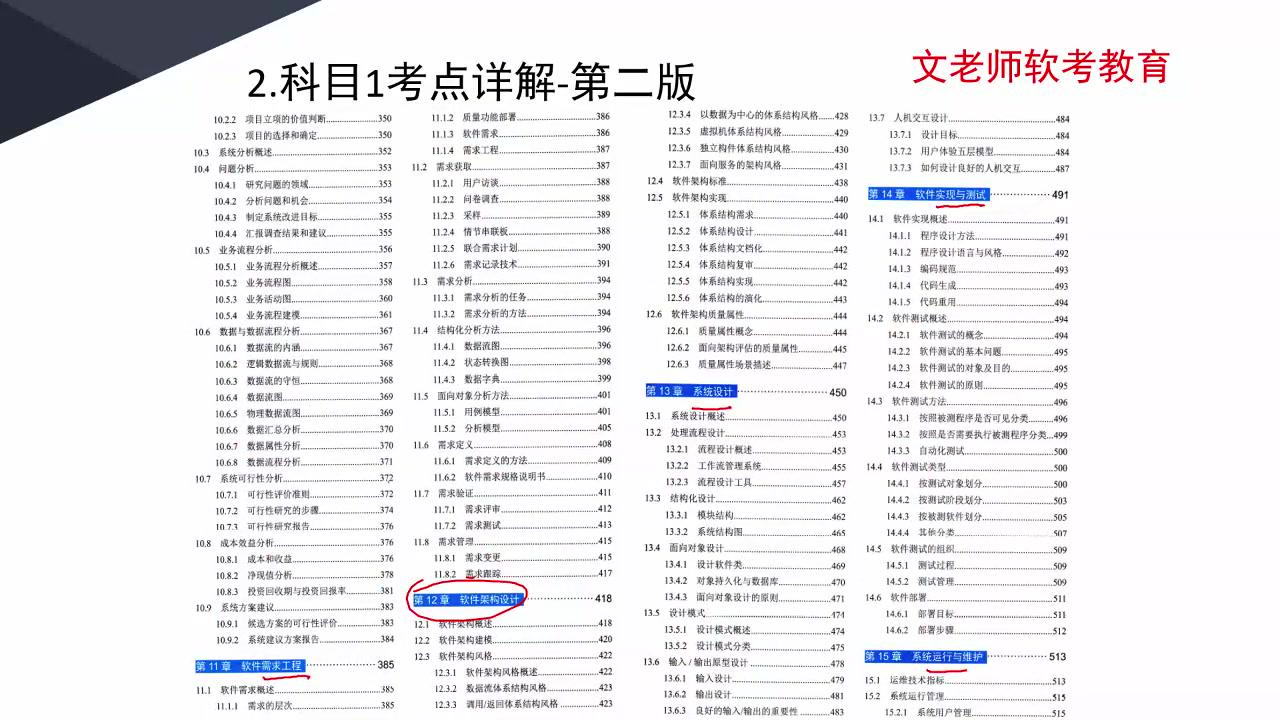 2.科目1考点详解-第二版
文老师软考教育
10.2.2 项目立项的价值判断 350
10.2.3 项目的选择和确定 350
10.3 系统分析概述 352
10.4 问题分析 353
10.4.1 研究问题的领域 353
10.4.2 分析问题和机会 354
10.4.3 制定系统改进目标 355
10.4.4 汇报调查结果和建议 355
10.5 业务流程分析 356
10.5.1 业务流程分析概述 357
10.5.2 业务流程图 358
10.5.3 业务活动图 360
10.5.4 业务流程建模 361
10.6 数据与数据流程分析 367
10.6.1 数据流的内涵 367
10.6.2 逻辑数据流与规则 368
10.6.3 数据流的守恒 368
10.6.4 数据流图 369
10.6.5 物理数据流图 369
10.6.6 数据汇总分析 370
10.6.7 数据属性分析 370
10.6.8 数据流程分析 371
10.7 系统可行性分析 372
10.7.1 可行性评价准则 372
10.7.2 可行性研究的步骤 374
10.7.3 可行性研究报告 376
10.8 成本效益分析 376
10.8.1 成本和收益 376
10.8.2 净现值分析 378
10.8.3 投资回收期与投资回报率 381
10.9 系统方案建议 383
10.9.1 候选方案的可行性评价 383
10.9.2 系统建议方案报告 384
第 11 章 软件需求工程 385
11.1 软件需求概述 385
11.1.1 需求的层次 385
11.1.2 质量功能部署 386
11.1.3 软件需求 386
11.1.4 需求工程 387
11.2 需求获取 387
11.2.1 用户访谈 388
11.2.2 问卷调查 388
11.2.3 采样 389
11.2.4 情节串联板 388
11.2.5 联合需求计划 390
11.2.6 需求记录技术 391
11.3 需求分析 394
11.3.1 需求分析的任务 394
11.3.2 需求分析的方法 394
11.4 结构化分析方法 396
11.4.1 数据流图 396
11.4.2 状态转换图 398
11.4.3 数据字典 399
11.5 面向对象分析方法 401
11.5.1 用例模型 401
11.5.2 分析模型 405
11.6 需求定义 408
11.6.1 需求定义的方法 409
11.6.2 软件需求规格说明书 410
11.7 需求验证 411
11.7.1 需求评审 412
11.7.2 需求测试 413
11.8 需求管理 415
11.8.1 需求变更 415
11.8.2 需求跟踪 417
第 12 章 软件架构设计 418
12.1 软件架构概述 418
12.2 软件架构建模 420
12.3 软件架构风格 422
12.3.1 软件架构风格概述 422
12.3.2 数据流体系结构风格 423
12.3.3 调用/返回体系结构风格 423
12.3.4 以数据为中心的体系结构风格 428
12.3.5 虚拟机体系结构风格 429
12.3.6 独立构件体系结构风格 430
12.3.7 面向服务的架构风格 431
12.4 软件架构标准 438
12.5 软件架构实现 440
12.5.1 体系结构需求 440
12.5.2 体系结构设计 441
12.5.3 体系结构文档化 442
12.5.4 体系结构复审 442
12.5.5 体系结构实现 442
12.5.6 体系结构的演化 443
12.6 软件架构质量属性 444
12.6.1 质量属性概念 444
12.6.2 面向架构评估的质量属性 445
12.6.3 质量属性场景描述 447
第 13 章 系统设计 450
13.1 系统设计概述 450
13.2 处理流程设计 453
13.2.1 流程设计概述 453
13.2.2 工作流管理系统 455
13.2.3 流程设计工具 457
13.3 结构化设计 462
13.3.1 模块结构 462
13.3.2 系统结构图 465
13.4 面向对象设计 468
13.4.1 设计软件类 469
13.4.2 对象持久化与数据库 470
13.4.3 面向对象设计的原则 471
13.5 设计模式 474
13.5.1 设计模式概述 474
13.5.2 设计模式分类 475
13.6 输入 / 输出原型设计 478
13.6.1 输入设计 479
13.6.2 输出设计 481
13.6.3 良好的输入/输出的重要性 483
13.7 人机交互设计 484
13.7.1 设计目标 484
13.7.2 用户体验五层模型 484
13.7.3 如何设计良好的人机交互 487
第 14 章 软件实现与测试 491
14.1 软件实现概述 491
14.1.1 程序设计方法 491
14.1.2 程序设计语言与风格 492
14.1.3 编码规范 493
14.1.4 代码生成 493
14.1.5 代码重用 494
14.2 软件测试概述 494
14.2.1 软件测试的概念 494
14.2.2 软件测试的基本问题 495
14.2.3 软件测试的对象及目的 495
14.2.4 软件测试的原则 495
14.3 软件测试方法 496
14.3.1 按照被测程序是否可见分类 496
14.3.2 按照是否需要执行被测程序分类 499
14.3.3 自动化测试 500
14.4 软件测试类型 500
14.4.1 按测试对象划分 500
14.4.2 按测试阶段划分 503
14.4.3 按被测软件划分 505
14.4.4 其他分类 507
14.5 软件测试的组织 509
14.5.1 测试过程 509
14.5.2 测试管理 509
14.6 软件部署 511
14.6.1 部署目标 511
14.6.2 部署步骤 512
第 15 章 系统运行与维护 513
15.1 运维技术指标 513
15.2 系统运行管理 515
15.2.1 系统用户管理 515